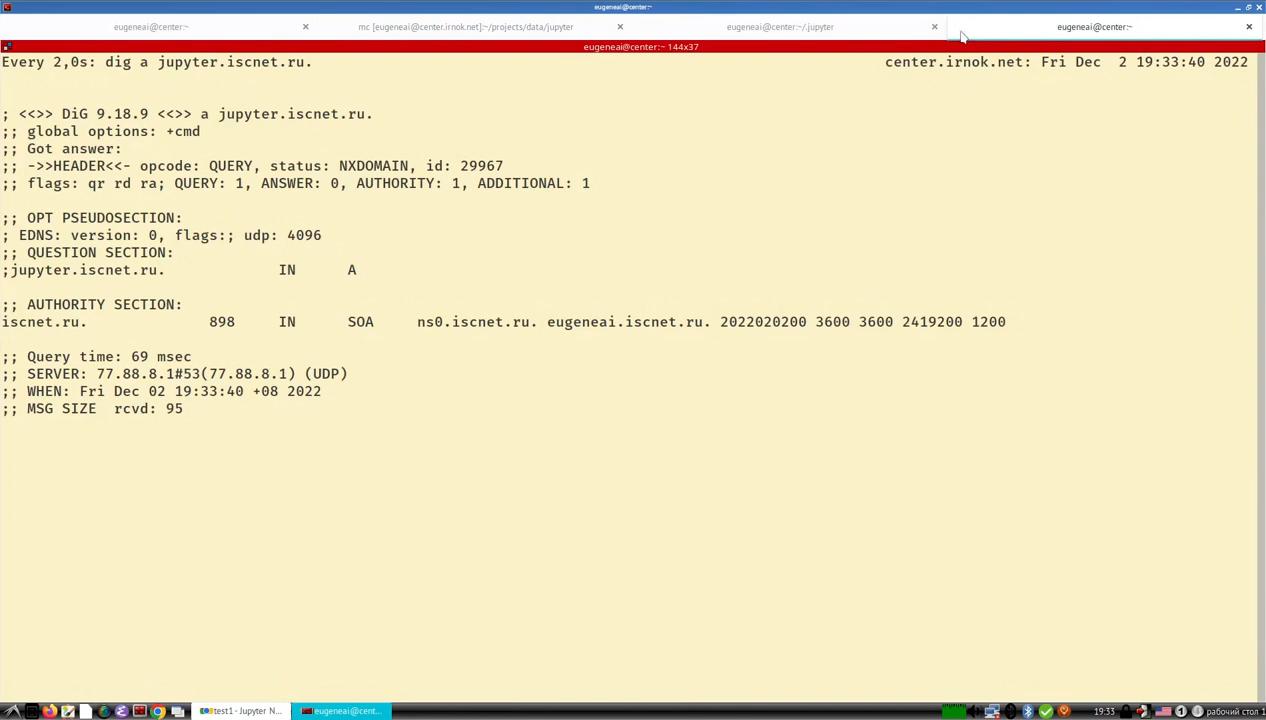 eugeneai@center:~
eugeneai@center:~
mc [eugeneai@center.irnok.net]:~/projects/data/jupyter
eugeneai@center:~/.jupyter
eugeneai@center:~
eugeneai@center:~ 144x37
Every 2,0s: dig a jupyter.iscnet.ru.
center.irnok.net: Fri Dec  2 19:33:40 2022
; <<>> DiG 9.18.9 <<>> a jupyter.iscnet.ru.
;; global options: +cmd
;; Got answer:
;; ->>HEADER<<- opcode: QUERY, status: NXDOMAIN, id: 29967
;; flags: qr rd ra; QUERY: 1, ANSWER: 0, AUTHORITY: 1, ADDITIONAL: 1
;; OPT PSEUDOSECTION:
; EDNS: version: 0, flags:; udp: 4096
;; QUESTION SECTION:
;jupyter.iscnet.ru. IN A
;; AUTHORITY SECTION:
iscnet.ru. 898 IN SOA ns0.iscnet.ru. eugeneai.iscnet.ru. 2022020200 3600 3600 2419200 1200
;; Query time: 69 msec
;; SERVER: 77.88.8.1#53(77.88.8.1) (UDP)
;; WHEN: Fri Dec 02 19:33:40 +08 2022
;; MSG SIZE  rcvd: 95
test1 - Jupyter N...
eugeneai@cent...
19:33
рабочий стол 1